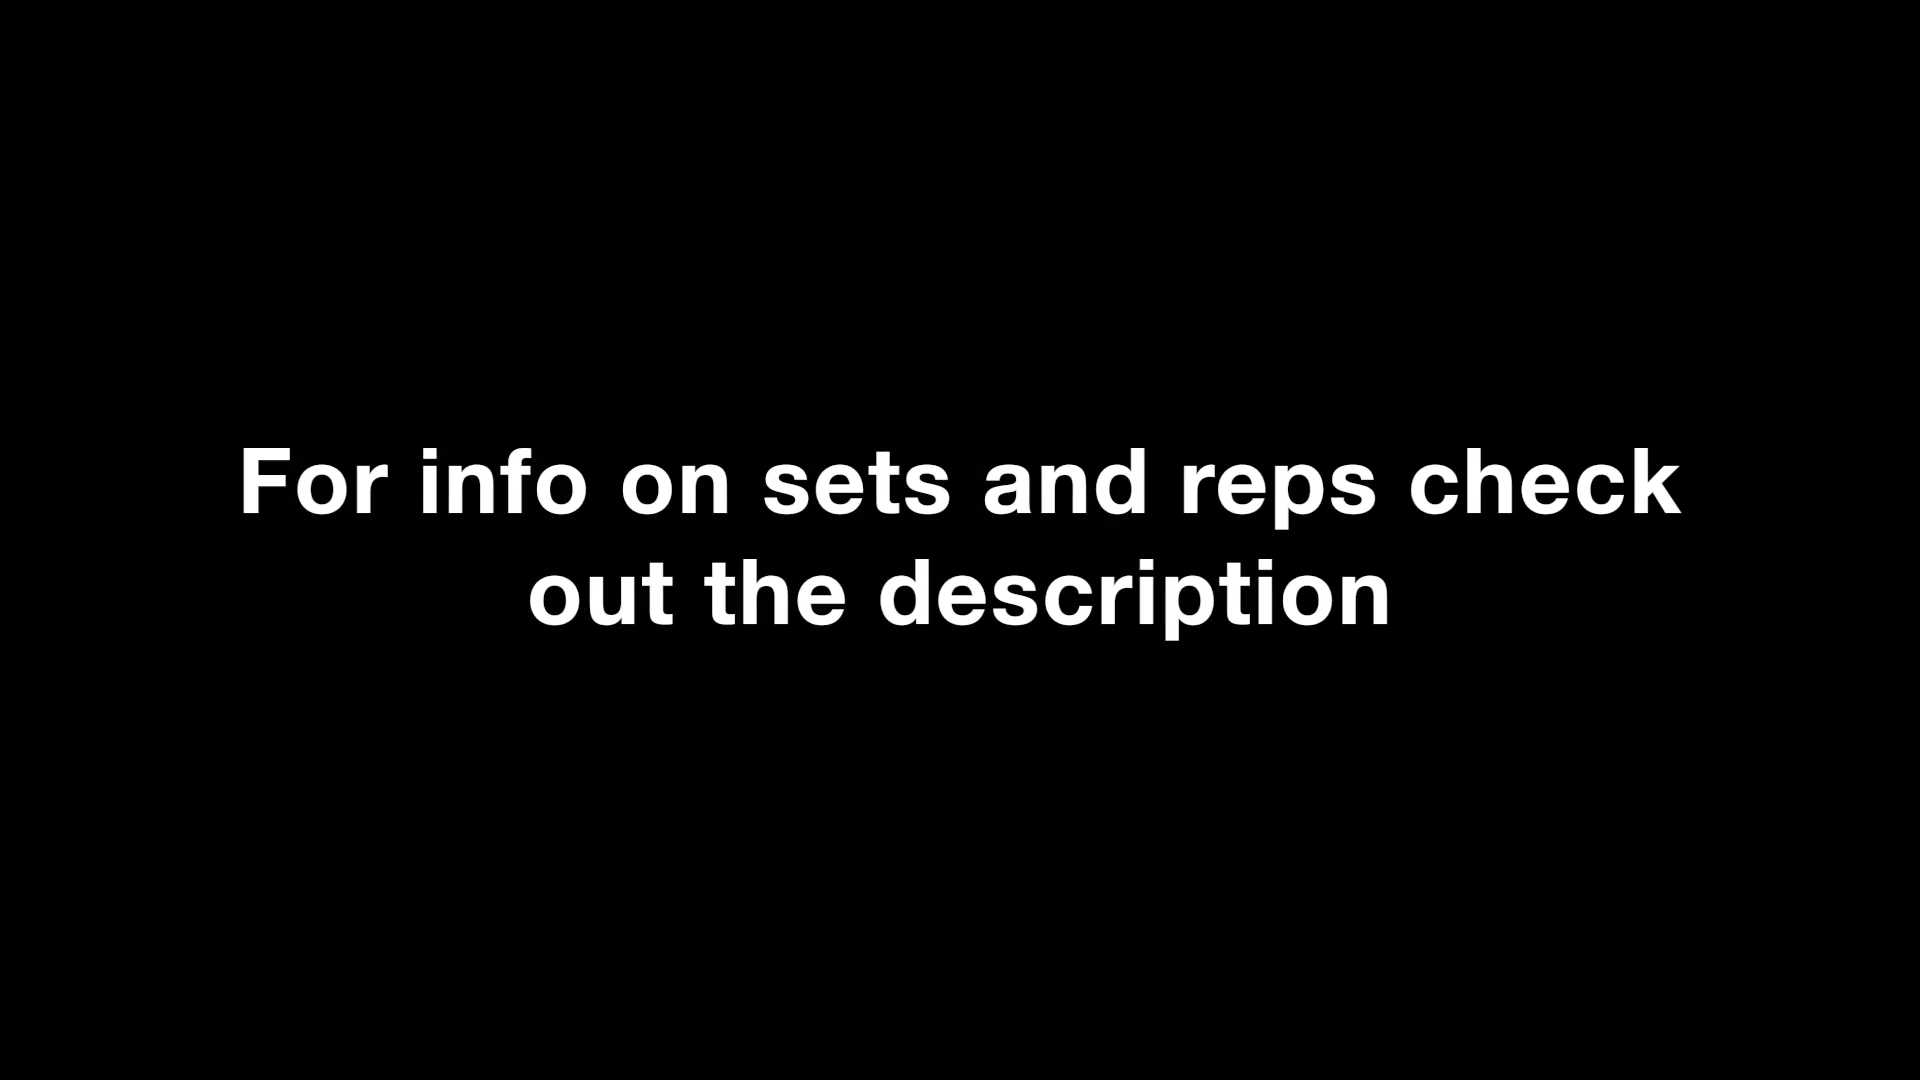 For info on sets and reps check
out the description